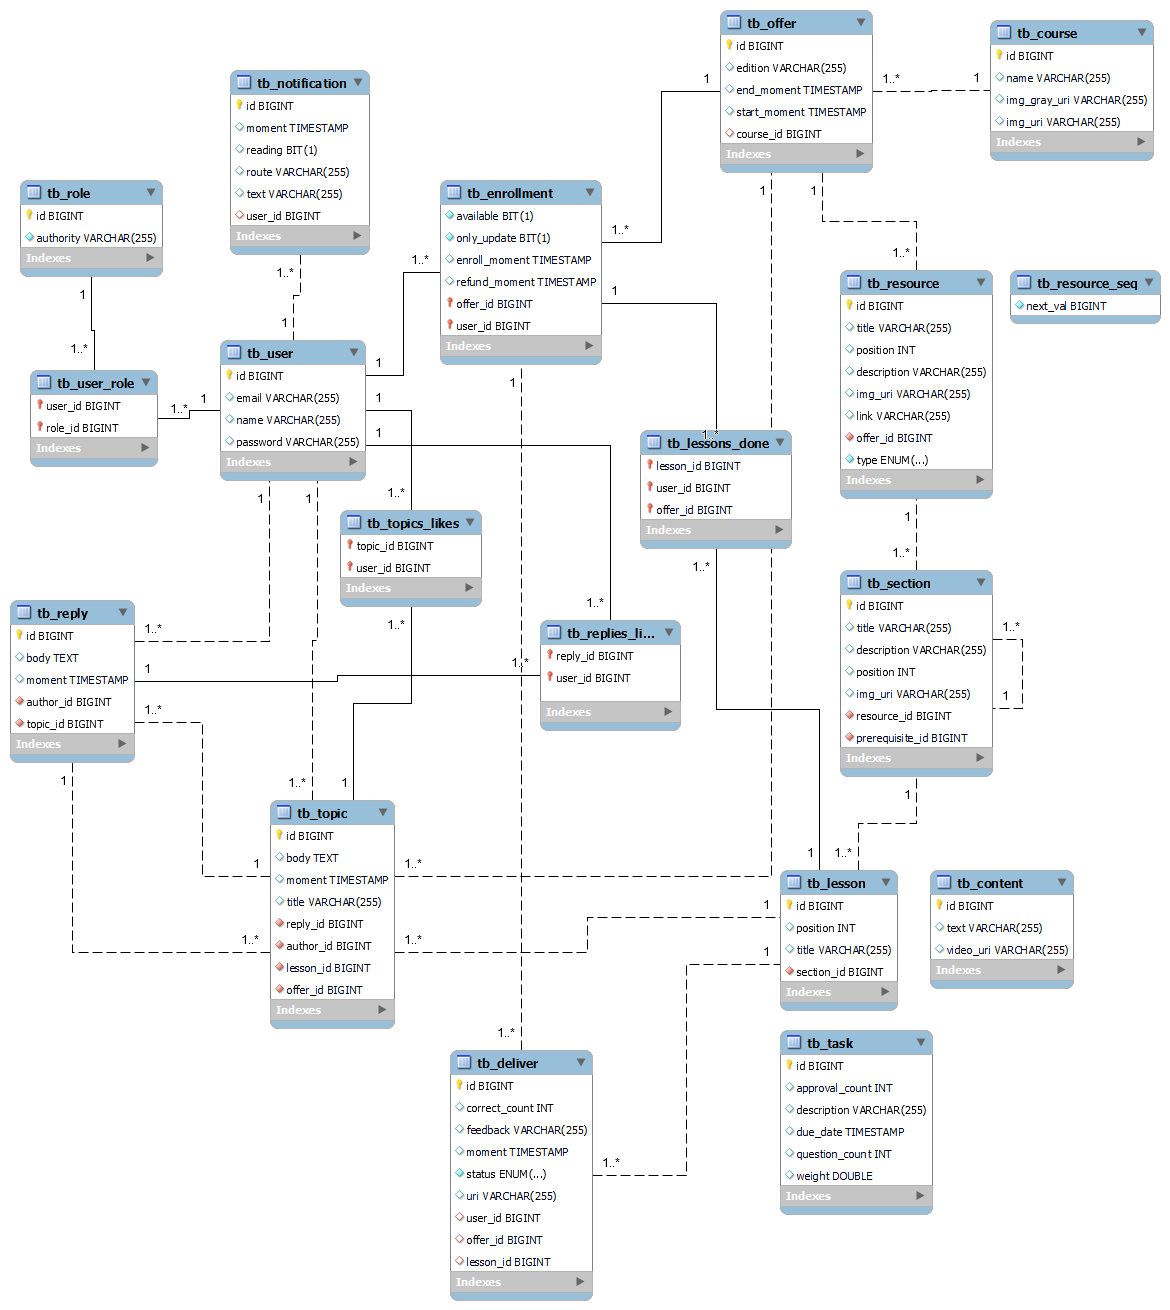 tb_offer
id BIGINT
edition VARCHAR(255)
end_moment TIMESTAMP
start_moment TIMESTAMP
course_id BIGINT
Indexes
tb_course
id BIGINT
name VARCHAR(255)
img_gray_uri VARCHAR(255)
img_uri VARCHAR(255)
Indexes
1
1..*
1
tb_notification
id BIGINT
moment TIMESTAMP
reading BIT(1)
route VARCHAR(255)
text VARCHAR(255)
user_id BIGINT
Indexes
tb_role
id BIGINT
authority VARCHAR(255)
Indexes
tb_enrollment
available BIT(1)
only_update BIT(1)
enroll_moment TIMESTAMP
refund_moment TIMESTAMP
offer_id BIGINT
user_id BIGINT
Indexes
1
1
1..*
1..*
1..*
1..*
1
1
1
tb_resource
id BIGINT
title VARCHAR(255)
position INT
description VARCHAR(255)
img_uri VARCHAR(255)
link VARCHAR(255)
offer_id BIGINT
type ENUM(...)
Indexes
tb_resource_seq
next_val BIGINT
tb_user
id BIGINT
email VARCHAR(255)
name VARCHAR(255)
password VARCHAR(255)
Indexes
1..*
tb_user_role
user_id BIGINT
role_id BIGINT
Indexes
1..*
1
1
1
1
1
1..*
tb_lessons_done
lesson_id BIGINT
user_id BIGINT
offer_id BIGINT
Indexes
1
1
1..*
1
1..*
1..*
tb_topics_likes
topic_id BIGINT
user_id BIGINT
Indexes
tb_section
id BIGINT
title VARCHAR(255)
description VARCHAR(255)
position INT
img_uri VARCHAR(255)
resource_id BIGINT
prerequisite_id BIGINT
Indexes
1..*
1
tb_reply
id BIGINT
body TEXT
moment TIMESTAMP
author_id BIGINT
topic_id BIGINT
Indexes
1..*
1
1..*
1..*
1..*
1..*
tb_replies_li...
reply_id BIGINT
user_id BIGINT
Indexes
1
1..*
1
1
1
1..*
tb_topic
id BIGINT
body TEXT
moment TIMESTAMP
title VARCHAR(255)
reply_id BIGINT
author_id BIGINT
lesson_id BIGINT
offer_id BIGINT
Indexes
1
1..*
1..*
1..*
tb_lesson
id BIGINT
position INT
title VARCHAR(255)
section_id BIGINT
Indexes
1
1
tb_content
id BIGINT
text VARCHAR(255)
video_uri VARCHAR(255)
Indexes
1..*
tb_deliver
id BIGINT
correct_count INT
feedback VARCHAR(255)
moment TIMESTAMP
status ENUM(...)
uri VARCHAR(255)
user_id BIGINT
offer_id BIGINT
lesson_id BIGINT
Indexes
1..*
tb_task
id BIGINT
approval_count INT
description VARCHAR(255)
due_date TIMESTAMP
question_count INT
weight DOUBLE
Indexes